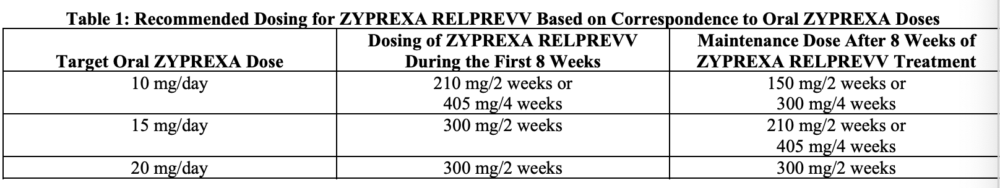 Table 1: Recommended Dosing for ZYPREXA RELPREVV Based on Correspondence to Oral ZYPREXA Doses
Target Oral ZYPREXA Dose
Dosing of ZYPREXA RELPREVV
During the First 8 Weeks
Maintenance Dose After 8 Weeks of
ZYPREXA RELPREVV Treatment
10 mg/day
210 mg/2 weeks or
405 mg/4 weeks
150 mg/2 weeks or
300 mg/4 weeks
15 mg/day
300 mg/2 weeks
210 mg/2 weeks or
405 mg/4 weeks
20 mg/day
300 mg/2 weeks
300 mg/2 weeks